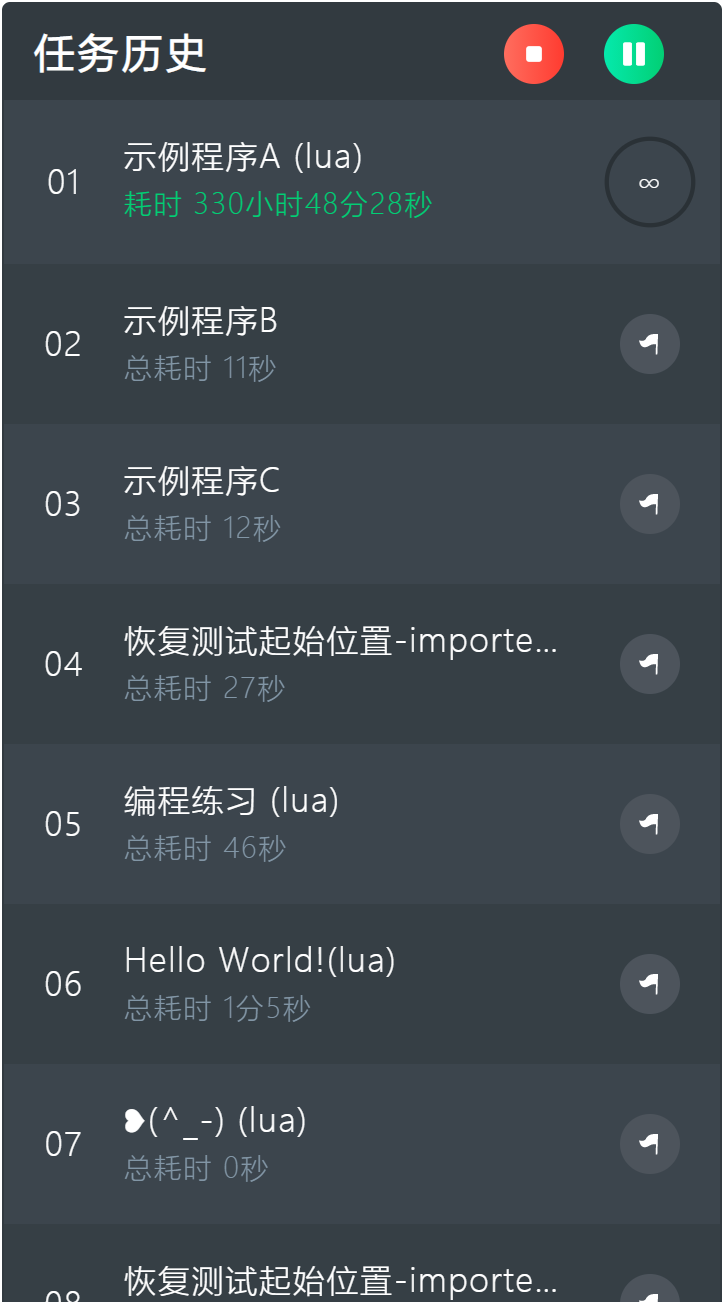 任务历史
01
示例程序A (lua)
耗时 330小时48分28秒
∞
02
示例程序B
总耗时 11秒
03
示例程序C
总耗时 12秒
04
恢复测试起始位置-importe...
总耗时 27秒
05
编程练习 (lua)
总耗时 46秒
06
Hello World!(lua)
总耗时 1分5秒
07
❥(^_-) (lua)
总耗时 0秒
08
恢复测试起始位置-importe...